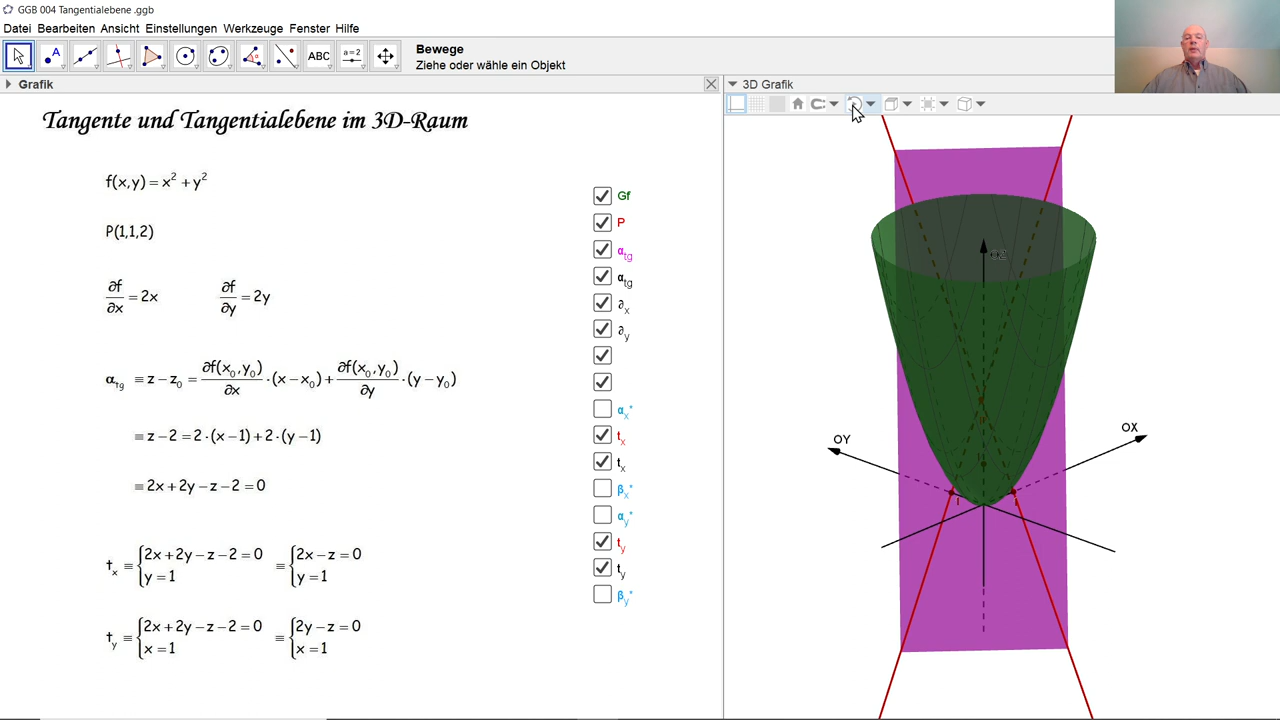 GGB 004 Tangentialebene .ggb
Datei Bearbeiten Ansicht Einstellungen Werkzeuge Fenster Hilfe
A ABC a=2
Bewege
Ziehe oder wähle ein Objekt
Grafik
3D Grafik
Tangente und Tangentialebene im 3D-Raum
f(x,y) = x² + y²
P(1,1,2)
∂f/∂x = 2x ∂f/∂y = 2y
α_tg ≡ z − z₀ = ∂f(x₀,y₀)/∂x · (x − x₀) + ∂f(x₀,y₀)/∂y · (y − y₀)
≡ z − 2 = 2·(x − 1) + 2·(y − 1)
≡ 2x + 2y − z − 2 = 0
t_x ≡ {2x + 2y − z − 2 = 0 ≡ {2x − z = 0
y = 1 y = 1
t_y ≡ {2x + 2y − z − 2 = 0 ≡ {2y − z = 0
x = 1 x = 1
Gf
P
α_tg
α_tg
∂_x
∂_y
α_x*
t_x
t_x
β_x*
α_y*
t_y
t_y
β_y*
OY
OX